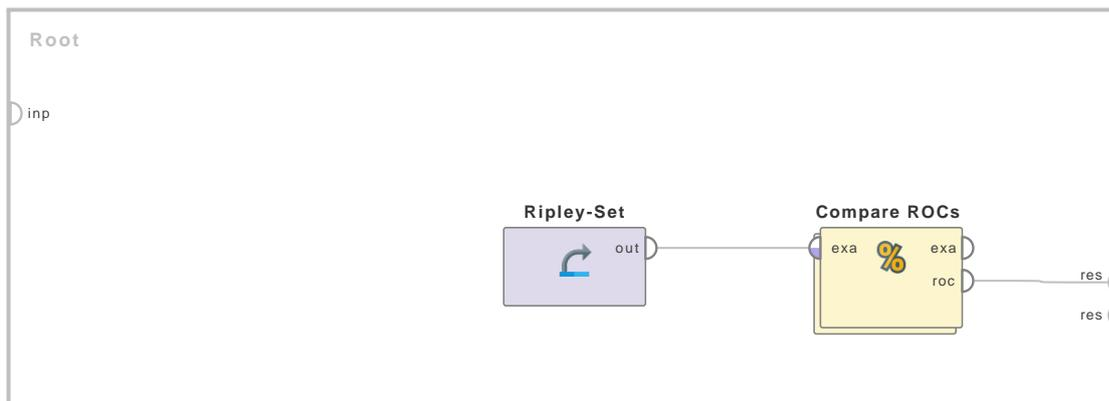 Root
inp
Ripley-Set
Compare ROCs
out
exa
exa
roc
res
res